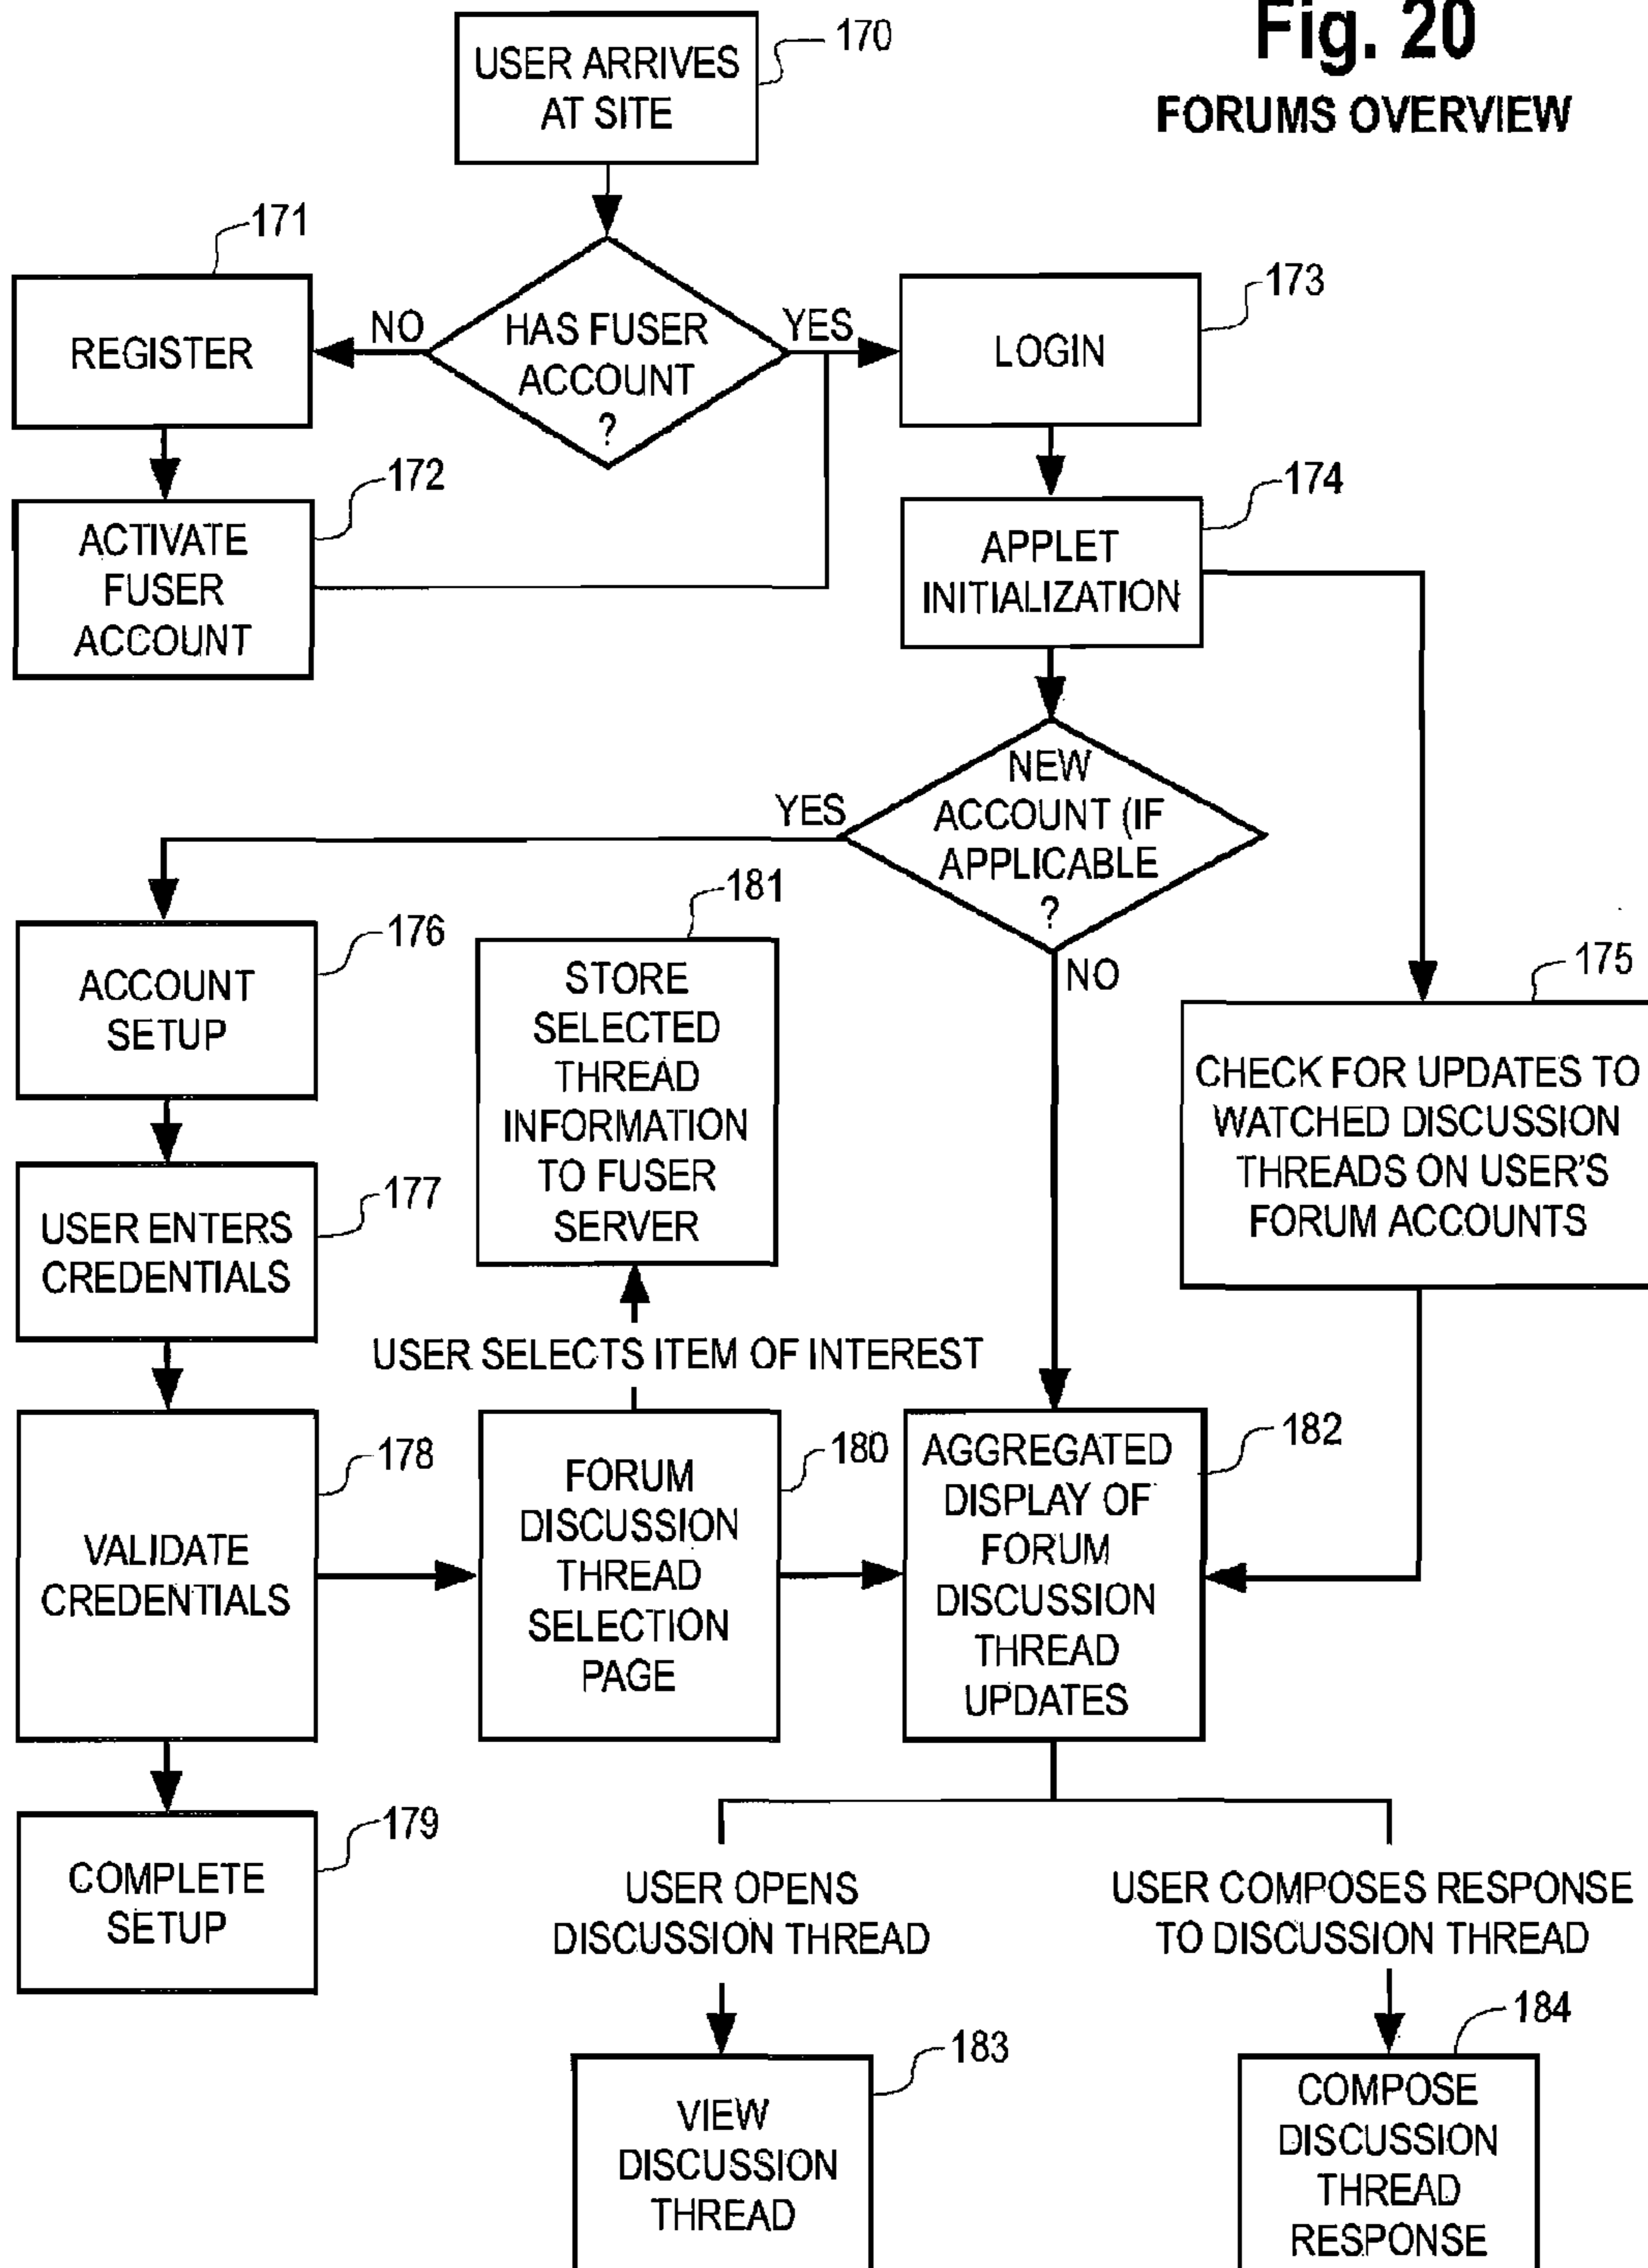 Fig. 20
FORUMS OVERVIEW
USER ARRIVES
AT SITE
170
171
REGISTER
NO
HAS FUSER
ACCOUNT
?
YES
LOGIN
173
172
ACTIVATE
FUSER
ACCOUNT
APPLET
INITIALIZATION
174
NEW
ACCOUNT (IF
APPLICABLE
?
YES
NO
175
CHECK FOR UPDATES TO
WATCHED DISCUSSION
THREADS ON USER'S
FORUM ACCOUNTS
176
ACCOUNT
SETUP
181
STORE
SELECTED
THREAD
INFORMATION
TO FUSER
SERVER
177
USER ENTERS
CREDENTIALS
USER SELECTS ITEM OF INTEREST
178
VALIDATE
CREDENTIALS
180
FORUM
DISCUSSION
THREAD
SELECTION
PAGE
182
AGGREGATED
DISPLAY OF
FORUM
DISCUSSION
THREAD
UPDATES
179
COMPLETE
SETUP
USER OPENS
DISCUSSION THREAD
USER COMPOSES RESPONSE
TO DISCUSSION THREAD
183
VIEW
DISCUSSION
THREAD
184
COMPOSE
DISCUSSION
THREAD
RESPONSE